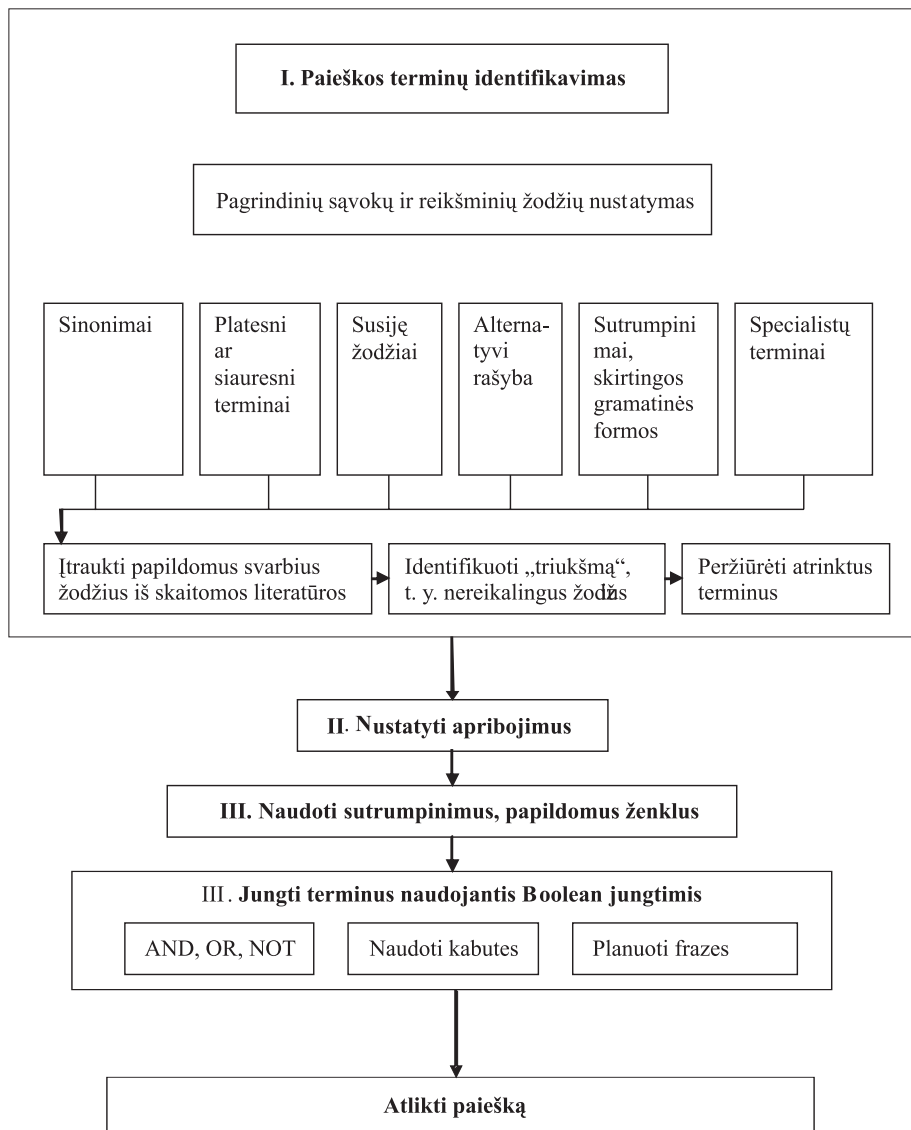 I. Paieškos terminų identifikavimas
Pagrindinių sąvokų ir reikšminių žodžių nustatymas
Sinonimai
Platesni
ar
siauresni
terminai
Susiję
žodžiai
Alterna-
tyvi
rašyba
Sutrumpini
mai,
skirtingos
gramatinės
formos
Specialistų
terminai
Įtraukti papildomus svarbius
žodžius iš skaitomos literatūros
Identifikuoti „triukšmą“,
t. y. nereikalingus žodžius
Peržiūrėti atrinktus
terminus
II. Nustatyti apribojimus
III. Naudoti sutrumpinimus, papildomus ženklus
III. Jungti terminus naudojantis Boolean jungtimis
AND, OR, NOT
Naudoti kabutes
Planuoti frazes
Atlikti paiešką